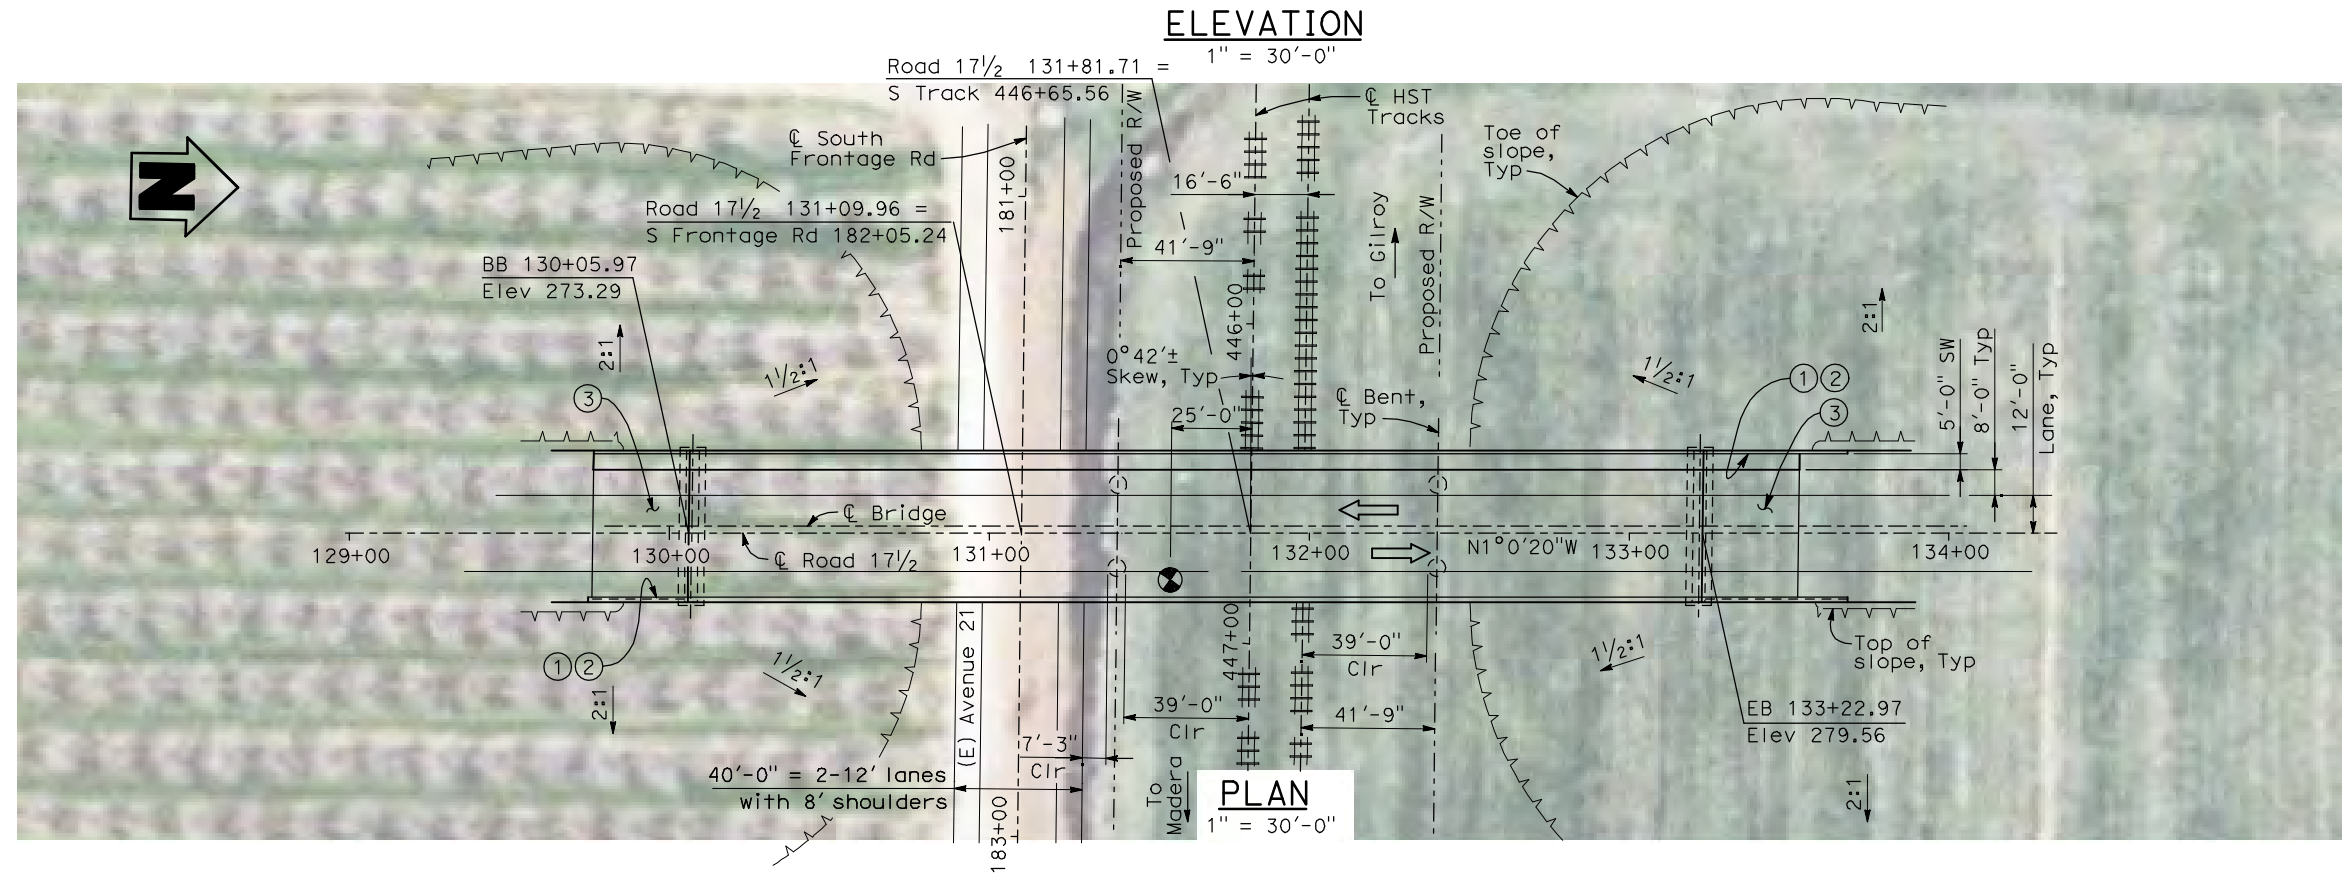 ELEVATION
1" = 30'-0"
Road 17½ 131+81.71 =
S Track 446+65.56
℄ HST
Tracks
℄ South
Frontage Rd
Toe of
slope,
Typ
N
181+00
Proposed R/W
16'-6"
Road 17½ 131+09.96 =
S Frontage Rd 182+05.24
41'-9"
To Gilroy
Proposed R/W
BB 130+05.97
Elev 273.29
446+00
2:1
2:1
1½:1
0°42'±
Skew, Typ
1½:1
5'-0" SW
8'-0" Typ
12'-0"
Lane, Typ
3
1 2
3
℄ Bent,
Typ
25'-0"
℄ Bridge
129+00
130+00
131+00
132+00
N1°0'20"W
133+00
134+00
℄ Road 17½
447+00
39'-0"
Clr
1½:1
1½:1
Top of
slope, Typ
1 2
2:1
(E) Avenue 21
39'-0"
Clr
41'-9"
EB 133+22.97
Elev 279.56
7'-3"
Clr
40'-0" = 2-12' lanes
with 8' shoulders
To
Madera
2:1
183+00
PLAN
1" = 30'-0"